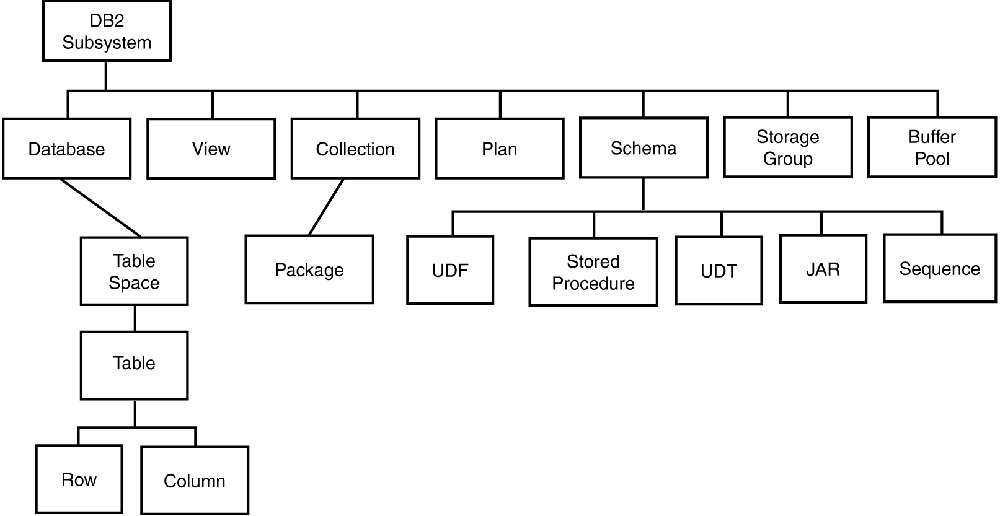 DB2
Subsystem
Database
View
Collection
Plan
Schema
Storage
Group
Buffer
Pool
Table
Space
Package
UDF
Stored
Procedure
UDT
JAR
Sequence
Table
Row
Column